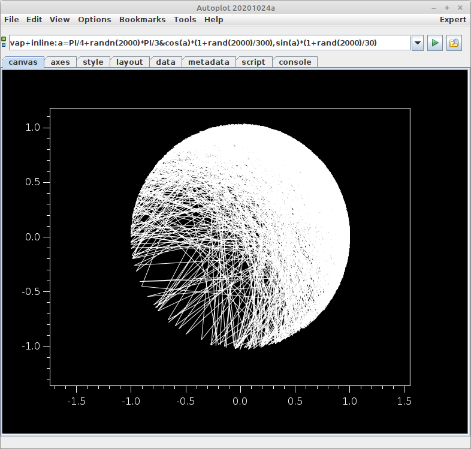 Autoplot 20201024a
File Edit View Options Bookmarks Tools Help Expert
vap+inline:a=PI/4+randn(2000)*PI/3&cos(a)*(1+rand(2000)/300),sin(a)*(1+rand(2000)/30)
canvas axes style layout data metadata script console
1.0
0.5
0.0
-0.5
-1.0
-1.5 -1.0 -0.5 0.0 0.5 1.0 1.5